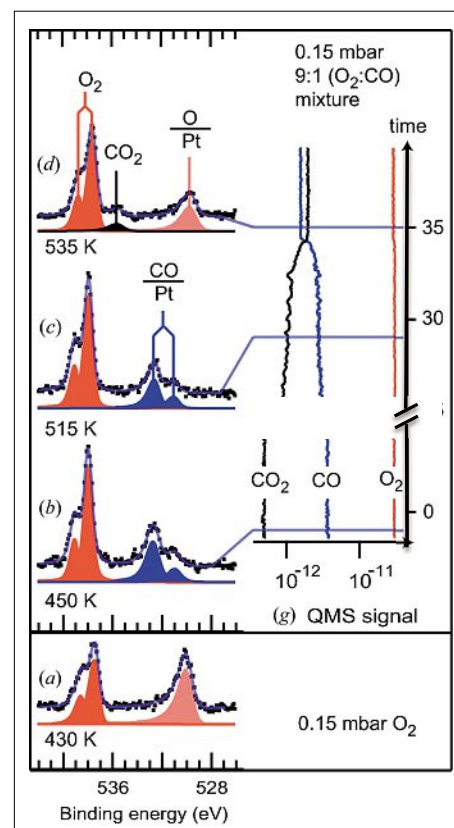 0.15 mbar
9:1 (O₂:CO)
mixture
time
O₂
O
Pt
(d)
CO₂
535 K
35
CO
Pt
(c)
515 K
30
(b)
450 K
CO₂
CO
O₂
0
10⁻¹²
10⁻¹¹
(g) QMS signal
(a)
430 K
0.15 mbar O₂
536
528
Binding energy (eV)